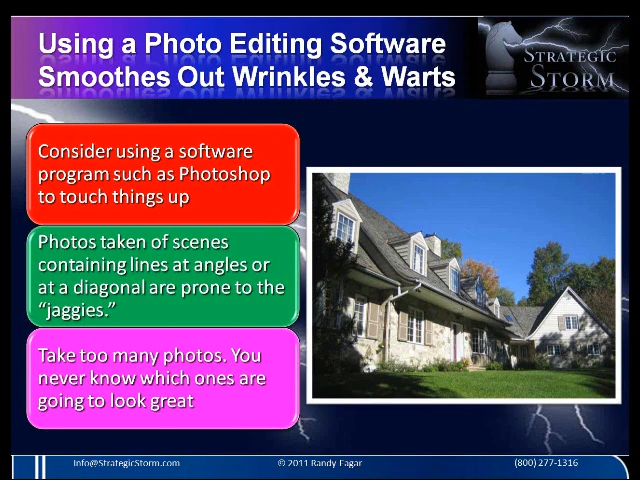 Using a Photo Editing Software
Smoothes Out Wrinkles & Warts
STRATEGIC
STORM
Consider using a software
program such as Photoshop
to touch things up
Photos taken of scenes
containing lines at angles or
at a diagonal are prone to the
“jaggies.”
Take too many photos. You
never know which ones are
going to look great
Info@StrategicStorm.com
© 2011 Randy Eagar
(800) 277-1316